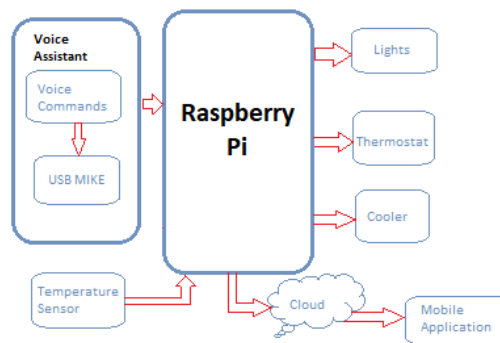 Voice
Assistant
Voice
Commands
USB MIKE
Raspberry
Pi
Lights
Thermostat
Cooler
Temperature
Sensor
Cloud
Mobile
Application